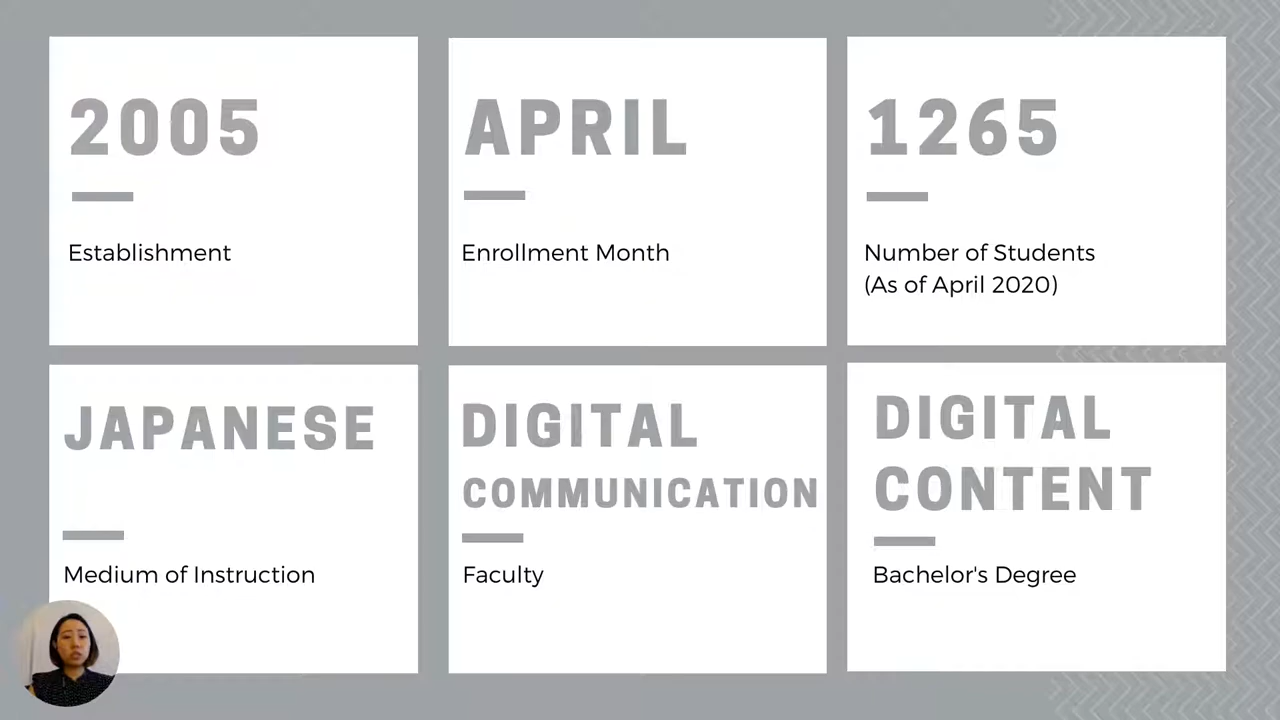 2005
Establishment
APRIL
Enrollment Month
1265
Number of Students
(As of April 2020)
JAPANESE
Medium of Instruction
DIGITAL
COMMUNICATION
Faculty
DIGITAL
CONTENT
Bachelor's Degree